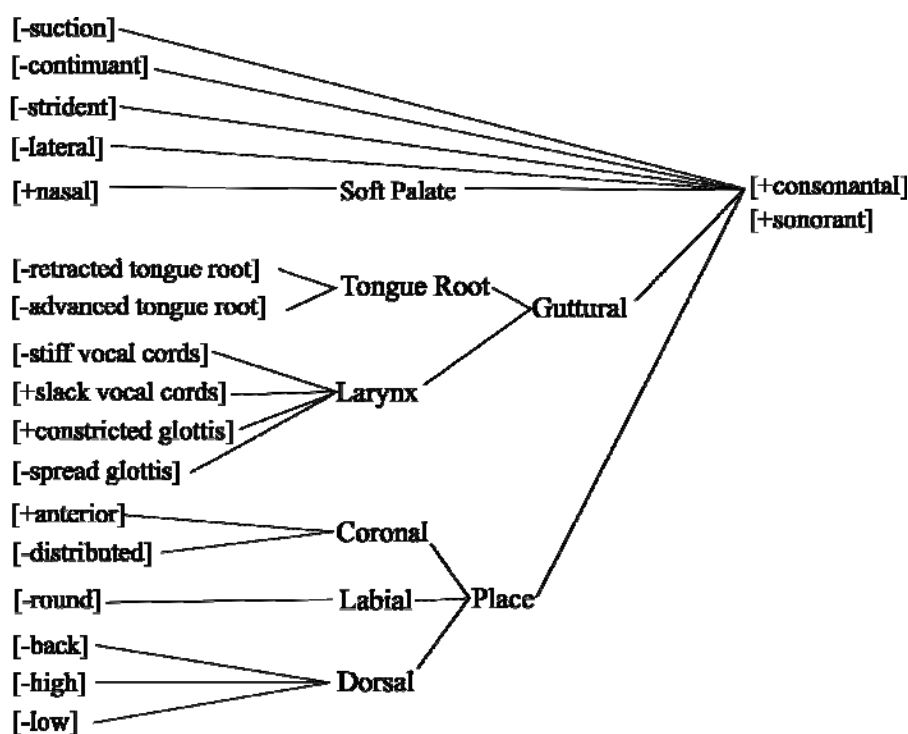 [-suction]
[-continuant]
[-strident]
[-lateral]
[+nasal] Soft Palate [+consonantal]
[+sonorant]
[-retracted tongue root]
[-advanced tongue root] Tongue Root Guttural
[-stiff vocal cords]
[+slack vocal cords] Larynx
[+constricted glottis]
[-spread glottis]
[+anterior]
[-distributed] Coronal
[-round] Labial Place
[-back]
[-high] Dorsal
[-low]